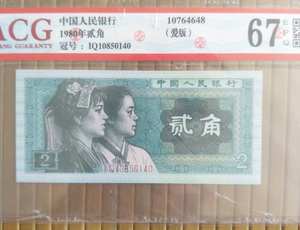 ACG
中国人民银行
1980年贰角
冠号：IQ10850140
10764648
（爱版）
67
EPQ
中国人民银行
贰角
2
2
IQ10850140